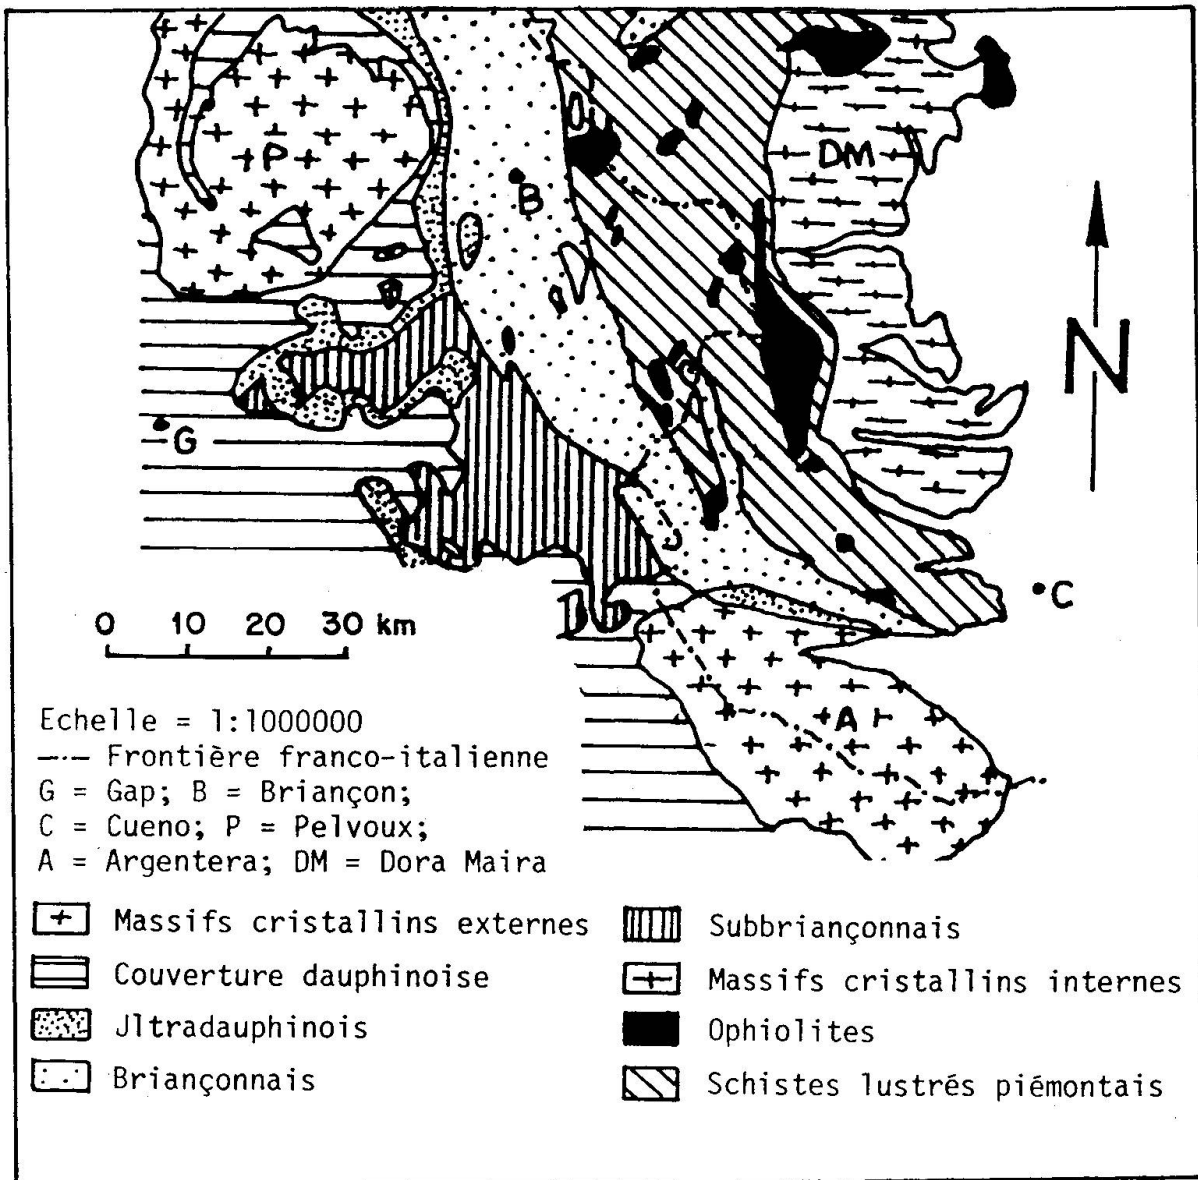 P
DM
B
N
G
C
0 10 20 30 km
A
Echelle = 1:1000000
Frontière franco-italienne
G = Gap; B = Briançon;
C = Cueno; P = Pelvoux;
A = Argentera; DM = Dora Maira
Massifs cristallins externes
Couverture dauphinoise
Jltradauphinois
Briançonnais
Subbriançonnais
Massifs cristallins internes
Ophiolites
Schistes lustrés piémontais